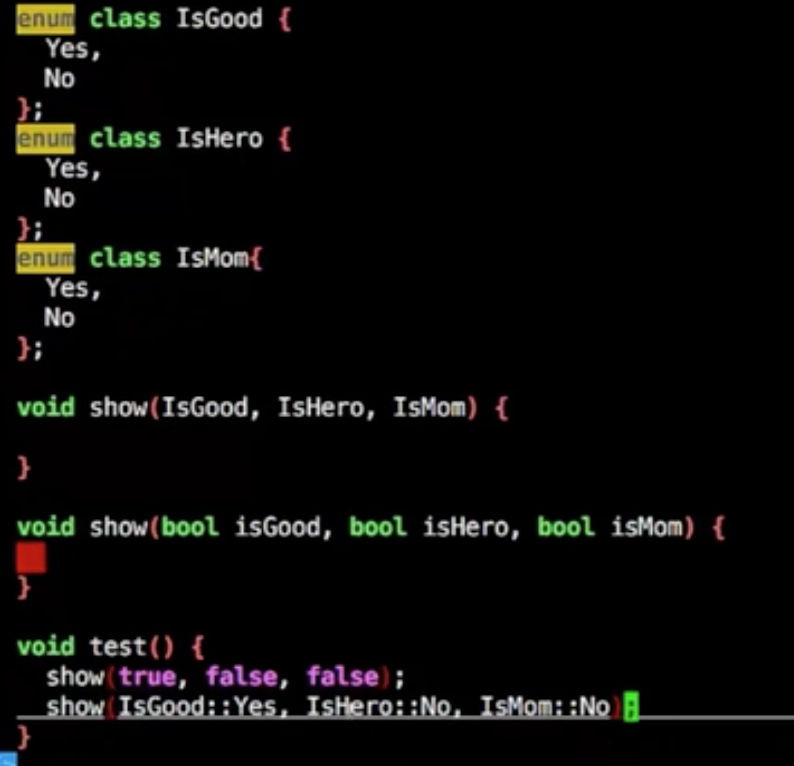 enum class IsGood {
  Yes,
  No
};
enum class IsHero {
  Yes,
  No
};
enum class IsMom{
  Yes,
  No
};
void show(IsGood, IsHero, IsMom) {
}
void show(bool isGood, bool isHero, bool isMom) {
}
void test() {
  show(true, false, false);
  show(IsGood::Yes, IsHero::No, IsMom::No);
}